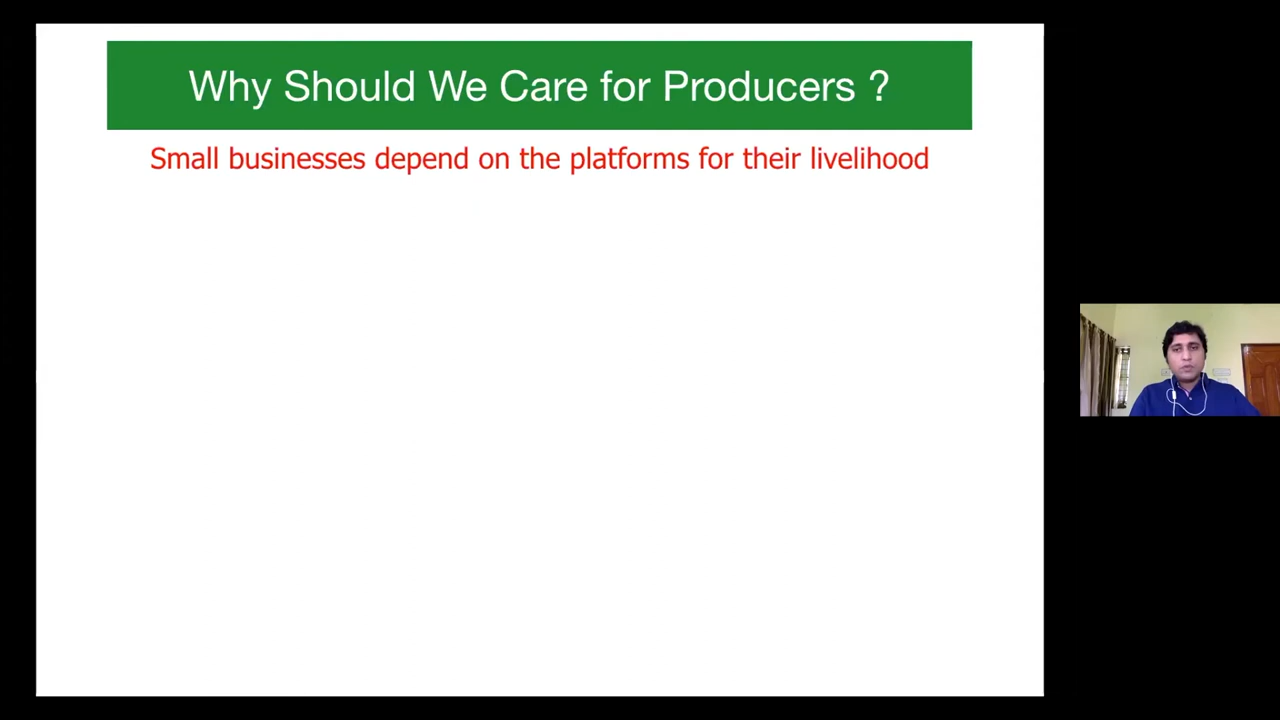 Why Should We Care for Producers ?
Small businesses depend on the platforms for their livelihood